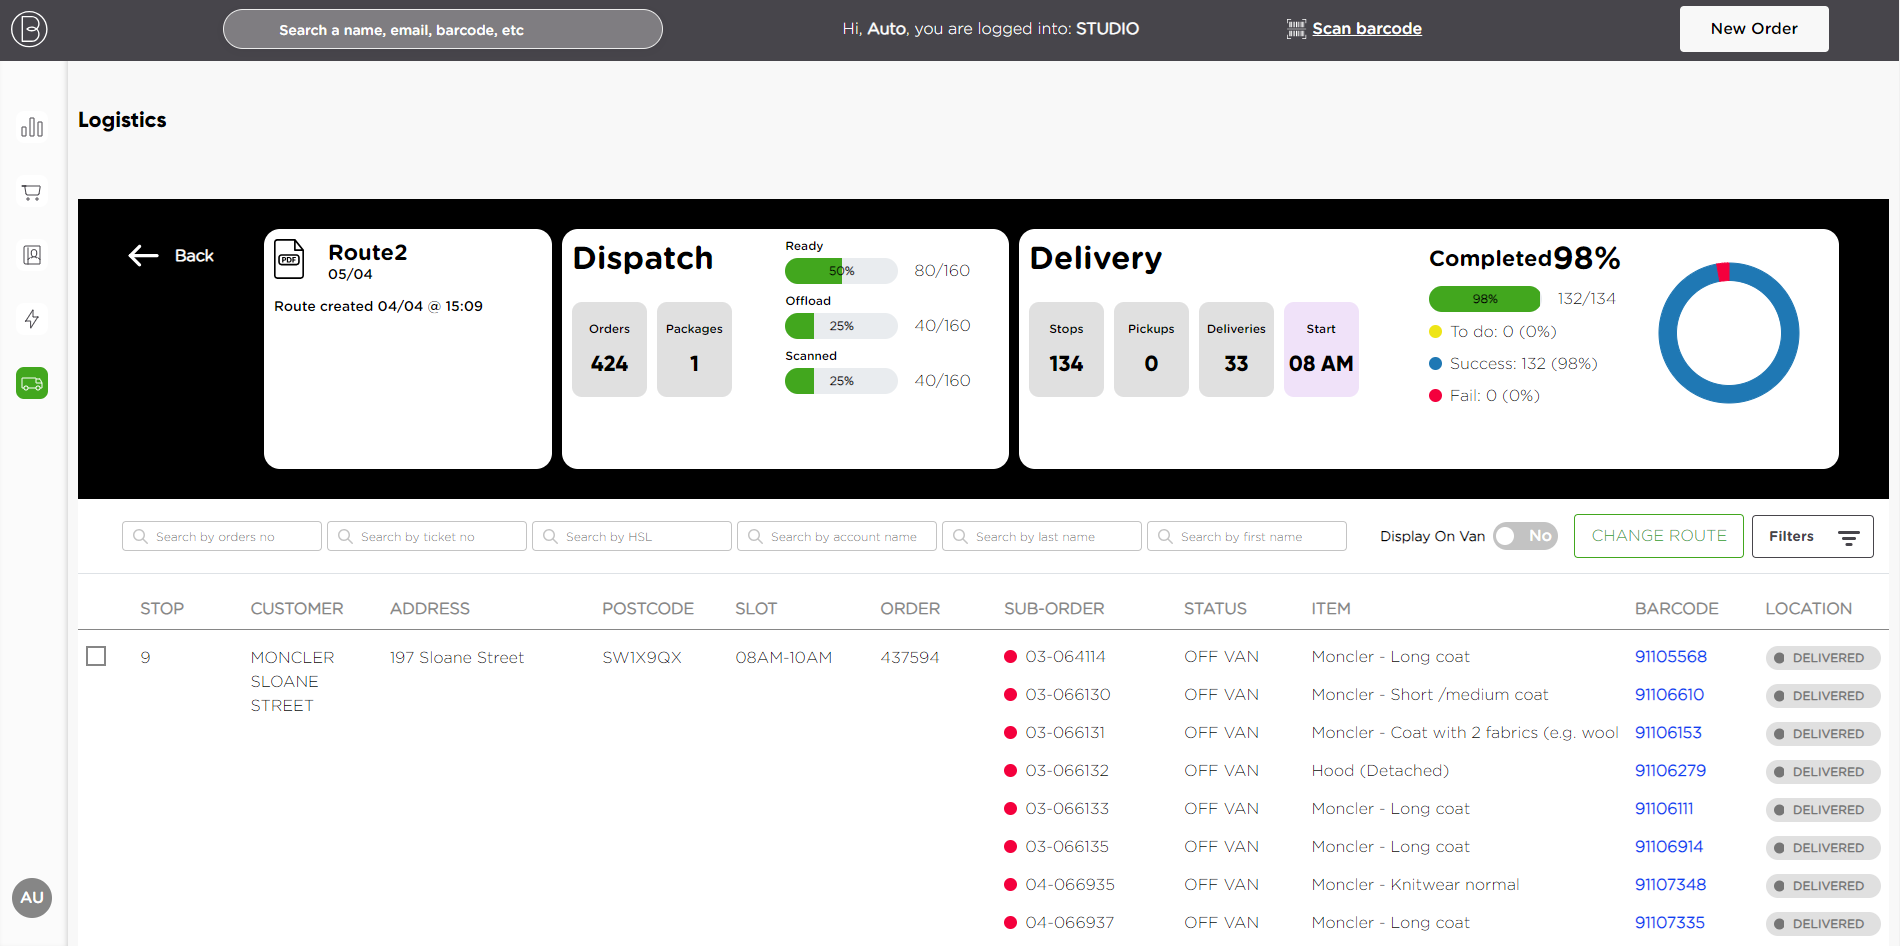 B
Search a name, email, barcode, etc
Hi, Auto, you are logged into: STUDIO
Scan barcode
New Order
Logistics
Back
PDF
Route2
05/04
Route created 04/04 @ 15:09
Dispatch
Orders
424
Packages
1
Ready
50%
80/160
Offload
25%
40/160
Scanned
25%
40/160
Delivery
Stops
134
Pickups
0
Deliveries
33
Start
08 AM
Completed98%
98%
132/134
To do: 0 (0%)
Success: 132 (98%)
Fail: 0 (0%)
Search by orders no
Search by ticket no
Search by HSL
Search by account name
Search by last name
Search by first name
Display On Van
No
CHANGE ROUTE
Filters
STOP CUSTOMER ADDRESS POSTCODE SLOT ORDER SUB-ORDER STATUS ITEM BARCODE LOCATION
9 MONCLER 197 Sloane Street SW1X9QX 08AM-10AM 437594 03-064114 OFF VAN Moncler - Long coat 91105568 DELIVERED
SLOANE
STREET
03-066130 OFF VAN Moncler - Short /medium coat 91106610 DELIVERED
03-066131 OFF VAN Moncler - Coat with 2 fabrics (e.g. wool 91106153 DELIVERED
03-066132 OFF VAN Hood (Detached) 91106279 DELIVERED
03-066133 OFF VAN Moncler - Long coat 91106111 DELIVERED
03-066135 OFF VAN Moncler - Long coat 91106914 DELIVERED
04-066935 OFF VAN Moncler - Knitwear normal 91107348 DELIVERED
04-066937 OFF VAN Moncler - Long coat 91107335 DELIVERED
AU